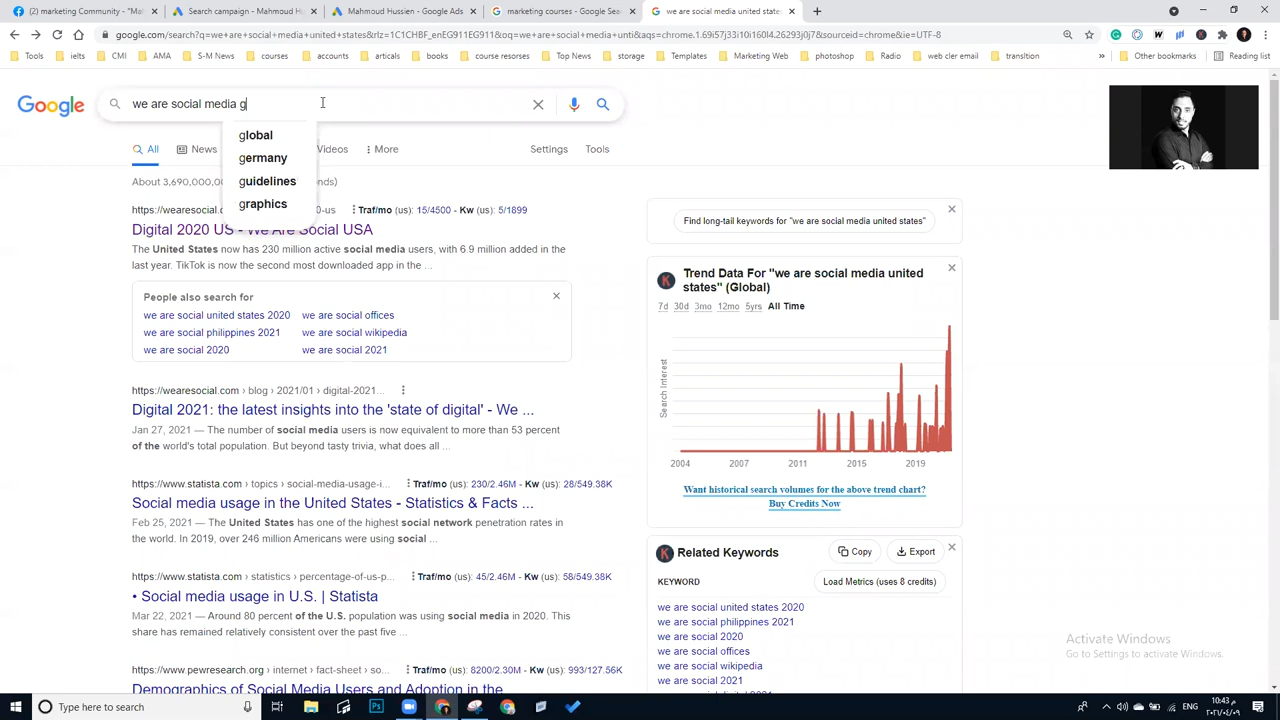 (2) marketing Community - "Ma
Search campaign - Mahmoud Hu
Mahmoud Hussien - Google Ads
marketing courses - Google Sea
we are social media united states
google.com/search?q=we+are+social+media+united+states&rlz=1C1CHBF_enEG911EG911&oq=we+are+social+media+unti&aqs=chrome.1.69i57j33i10i160l4.26293j0j7&sourceid=chrome&ie=UTF-8
Tools
ielts
CMI
AMA
S-M News
courses
accounts
articals
books
course resorses
Top News
storage
Templates
Marketing Web
photoshop
Radio
web cler email
transltion
»
Other bookmarks
Reading list
Google
we are social media g
global
germany
guidelines
graphics
All
News
Videos
More
Settings
Tools
About 3,690,000,00
nds)
https://wearesocial.c
0-us
Traf/mo (us): 15/4500 - Kw (us): 5/1899
Digital 2020 US - We Are Social USA
The United States now has 230 million active social media users, with 6.9 million added in the
last year. TikTok is now the second most downloaded app in the ...
People also search for
we are social united states 2020
we are social offices
we are social philippines 2021
we are social wikipedia
we are social 2020
we are social 2021
https://wearesocial.com › blog › 2021/01 › digital-2021...
Digital 2021: the latest insights into the 'state of digital' - We ...
Jan 27, 2021 — The number of social media users is now equivalent to more than 53 percent
of the world's total population. But beyond tasty trivia, what does all ...
https://www.statista.com › topics › social-media-usage-i...
Traf/mo (us): 230/2.46M - Kw (us): 28/549.38K
Social media usage in the United States - Statistics & Facts ...
Feb 25, 2021 — The United States has one of the highest social network penetration rates in
the world. In 2019, over 246 million Americans were using social ...
https://www.statista.com › statistics › percentage-of-us-p...
Traf/mo (us): 45/2.46M - Kw (us): 58/549.38K
• Social media usage in U.S. | Statista
Mar 22, 2021 — Around 80 percent of the U.S. population was using social media in 2020. This
share has remained relatively consistent over the past five ...
https://www.pewresearch.org › internet › fact-sheet › so...
Traf/mo (us): 8200/2.30M - Kw (us): 993/127.56K
Demographics of Social Media Users and Adoption in the
Find long-tail keywords for "we are social media united states"
Trend Data For "we are social media united
states" (Global)
7d 30d 3mo 12mo 5yrs All Time
Search Interest
2004 2007 2011 2015 2019
Want historical search volumes for the above trend chart?
Buy Credits Now
Related Keywords
Copy
Export
KEYWORD
Load Metrics (uses 8 credits)
we are social united states 2020
we are social philippines 2021
we are social 2020
we are social offices
we are social wikipedia
we are social 2021
Activate Windows
Go to Settings to activate Windows.
Type here to search
10:43 م
٢٠٢١/٠٤/٠٩